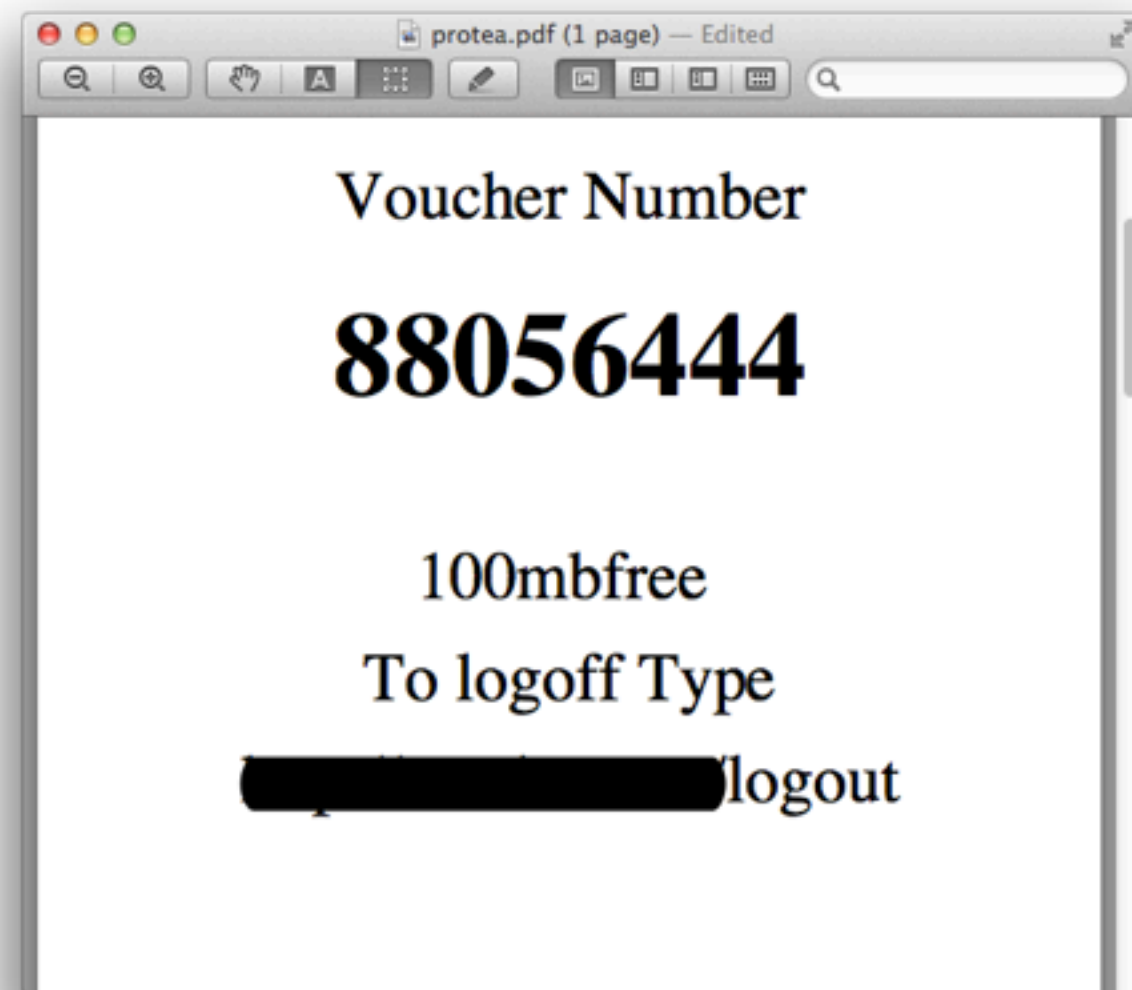 protea.pdf (1 page) — Edited
Voucher Number
88056444
100mbfree
To logoff Type
/logout